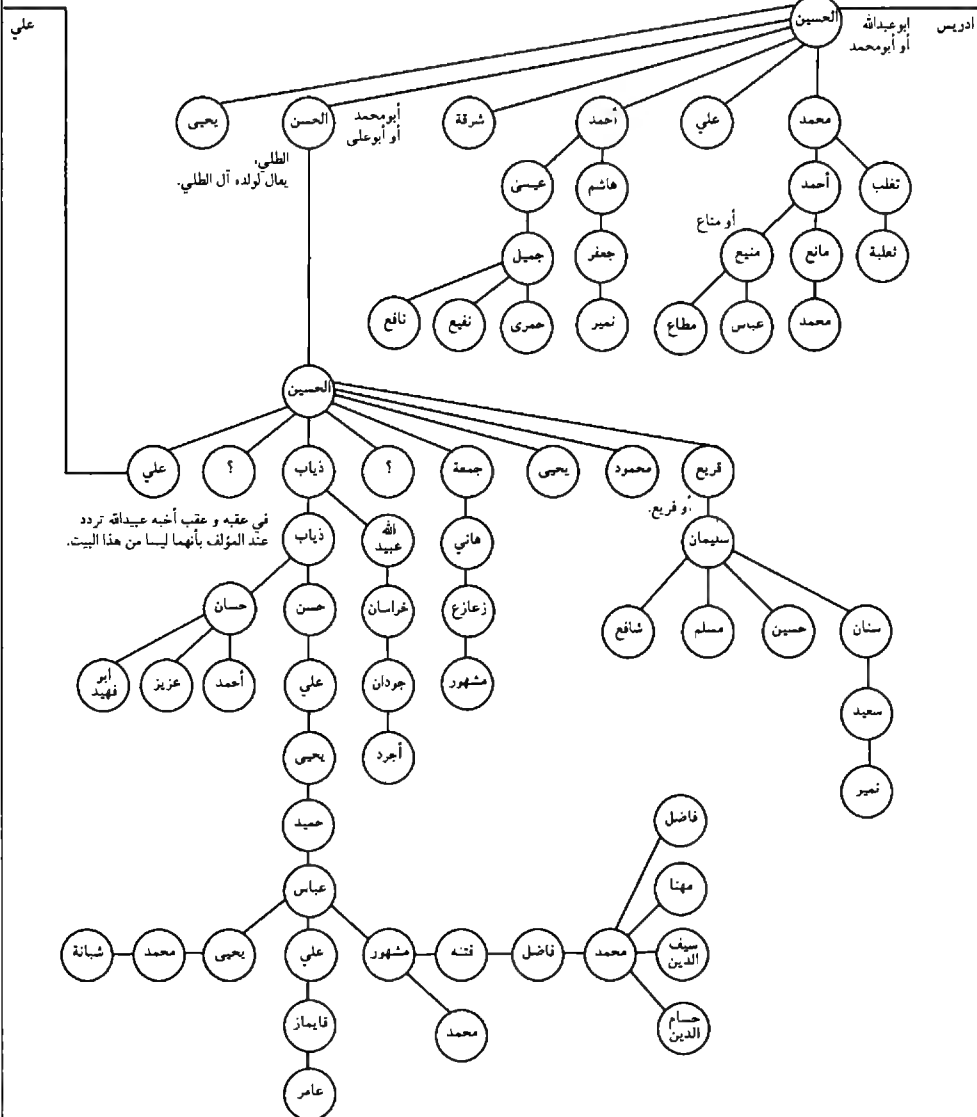 علي
الحسين
ابوعبدالله
أو أبومحمد
ادريس
يحيى
الحسن
أبومحمد
أو أبوعلى
شرقة
أحمد
علي
محمد
الطلي،
يعال لولده آل الطلي.
عيسى
هاشم
أحمد
تغلب
أو مناع
جميل
جعفر
منيع
مانع
ثعلبة
نافع
نفيع
حمرى
نمير
مطاع
عباس
محمد
الحسين
علي
؟
ذياب
؟
جمعة
يحيى
محمود
قريع
أو فريع.
في عقبه و عقب أخبه عبيدالله تردد
عند المؤلف بأنهما ليسا من هذا البيت.
ذياب
الله
عبيد
هاني
سليمان
حسان
حسن
خراسان
زعازع
شافع
مسلم
حسين
سنان
أبو
فهيد
عزيز
أحمد
علي
جودان
مشهور
سعيد
يحيى
أجرد
نمير
حميد
فاضل
عباس
مهنا
شبانة
محمد
يحيى
علي
مشهور
فتنه
فاضل
محمد
سيف
الدين
قايماز
محمد
حسام
الدين
عامر